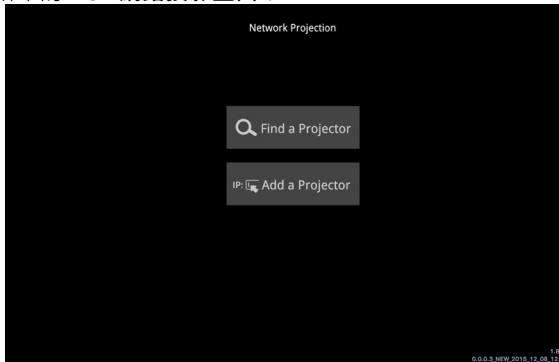 Network Projection
Find a Projector
IP: Add a Projector
0.0.0.3_NEW_2015_12_08_12